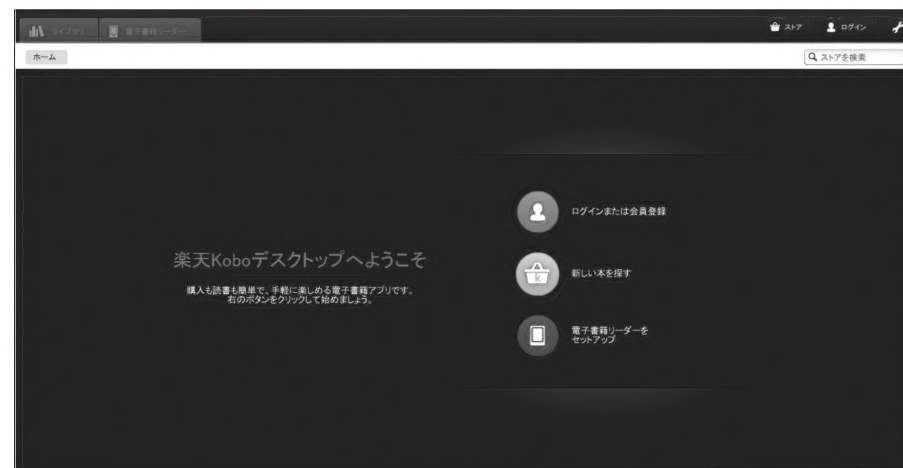 ライブラリ
電子書籍リーダー
ストア
ログイン
ホーム
ストアを検索
ログインまたは会員登録
楽天Koboデスクトップへようこそ
新しい本を探す
購入も読書も簡単で、手軽に楽しめる電子書籍アプリです。
右のボタンをクリックして始めましょう。
電子書籍リーダーを
セットアップ